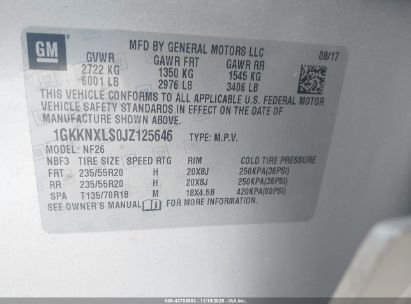 GM
MFD BY GENERAL MOTORS LLC 08/17
GVWR GAWR FRT GAWR RR
2722 KG 1350 KG 1545 KG
6001 LB 2976 LB 3406 LB
THIS VEHICLE CONFORMS TO ALL APPLICABLE U.S. FEDERAL MOTOR
VEHICLE SAFETY STANDARDS IN EFFECT ON THE DATE OF
MANUFACTURE SHOWN ABOVE.
1GKKNXLS0JZ125646 TYPE: M.P.V.
MODEL: NF26
NBF3 TIRE SIZE SPEED RTG RIM COLD TIRE PRESSURE
FRT 235/55R20 H 20X8J 250KPA(36PSI)
RR 235/55R20 H 20X8J 250KPA(36PSI)
SPA T135/70R18 M 18X4.5B 420KPA(60PSI)
SEE OWNER'S MANUAL FOR MORE INFORMATION.